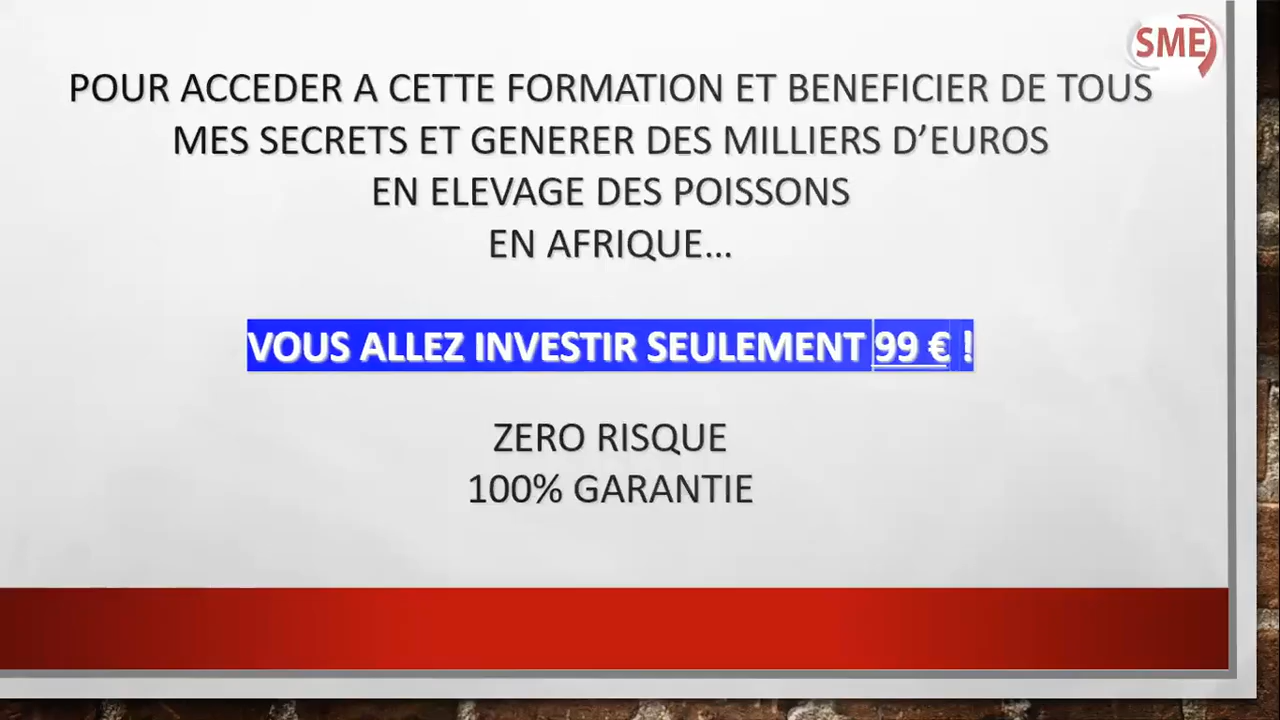 SME
POUR ACCEDER A CETTE FORMATION ET BENEFICIER DE TOUS
MES SECRETS ET GENERER DES MILLIERS D’EUROS
EN ELEVAGE DES POISSONS
EN AFRIQUE…
VOUS ALLEZ INVESTIR SEULEMENT 99 € !
ZERO RISQUE
100% GARANTIE